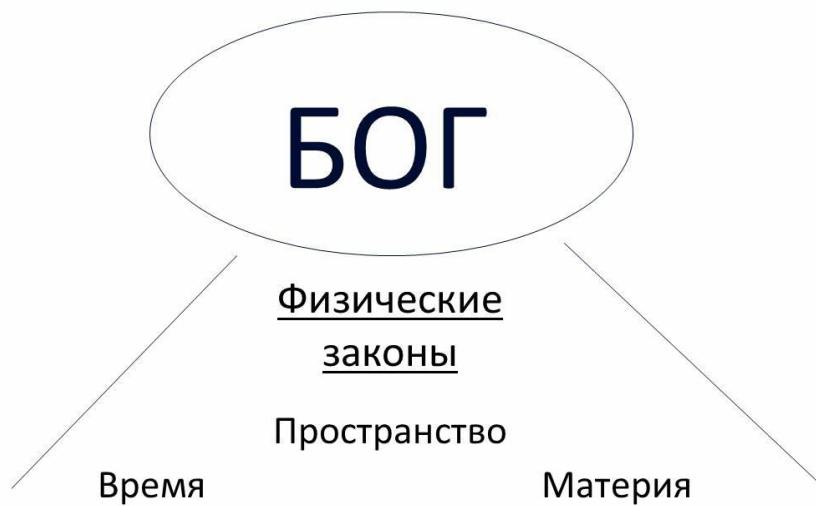 БОГ
Физические
законы
Пространство
Время Материя